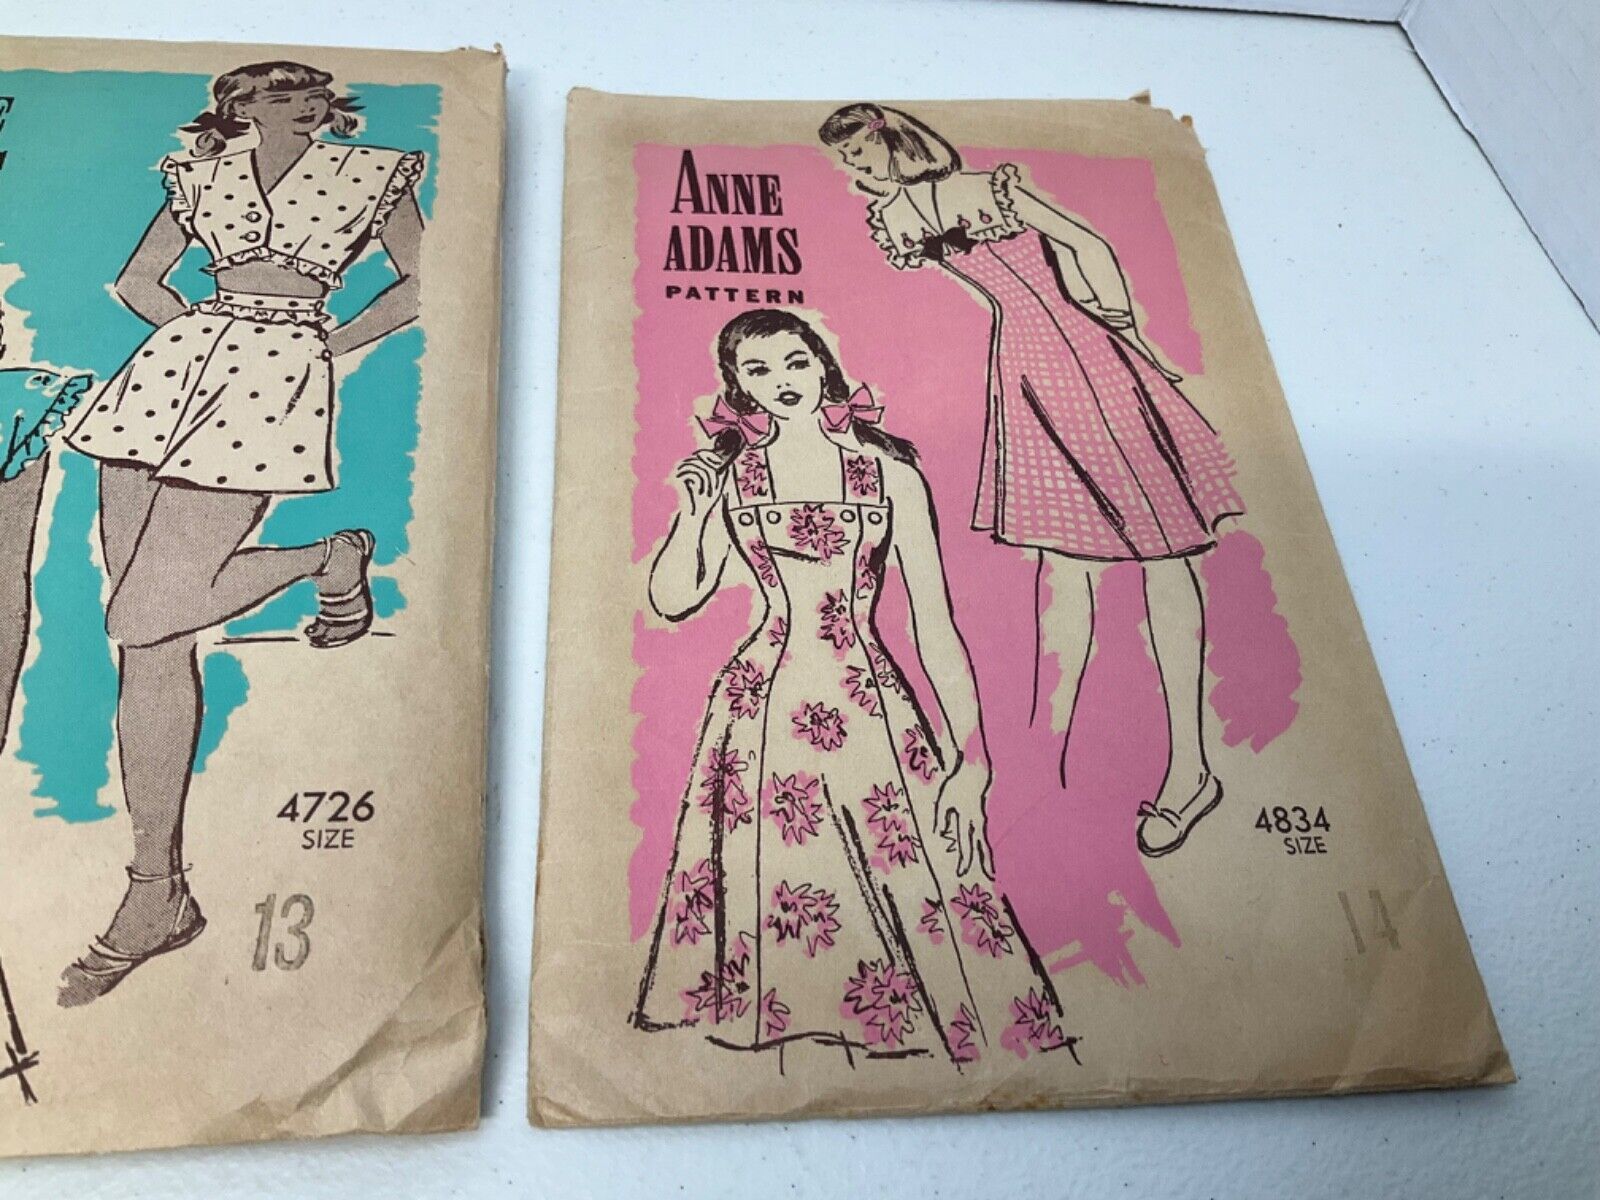 4726
SIZE
13
ANNE
ADAMS
PATTERN
4834
SIZE
14